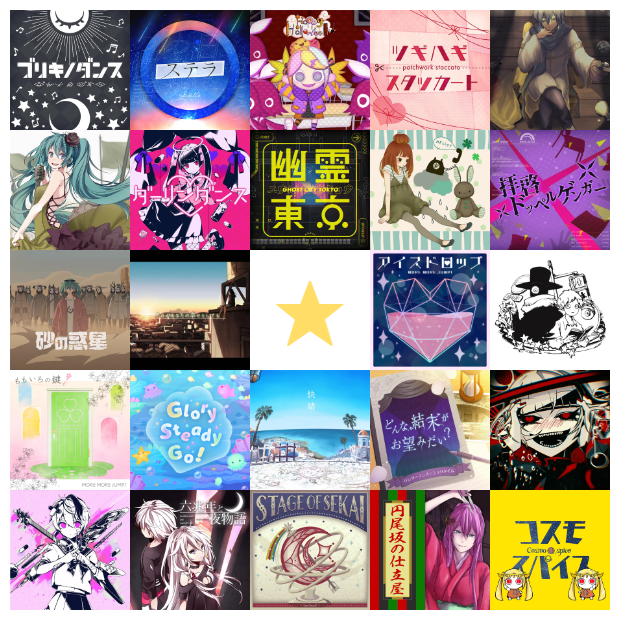 ブリキノダンス
ステラ
ツギハギ
patchwork staccato
スタッカート
ダーリンダンス
幽霊
GHOST CITY TOKYO
東京
拝啓
ドッペルゲンガー
砂の惑星
アイスドロップ
MORE MORE JUMP!
ももいろの鍵
MORE MORE JUMP!
Glory
Steady
Go!
快晴
どんな結末が
お望みだい?
六兆年と
一夜物語
STAGE OF SEKAI
円尾坂の仕立屋
コスモ
Cosmo spice
スパイス